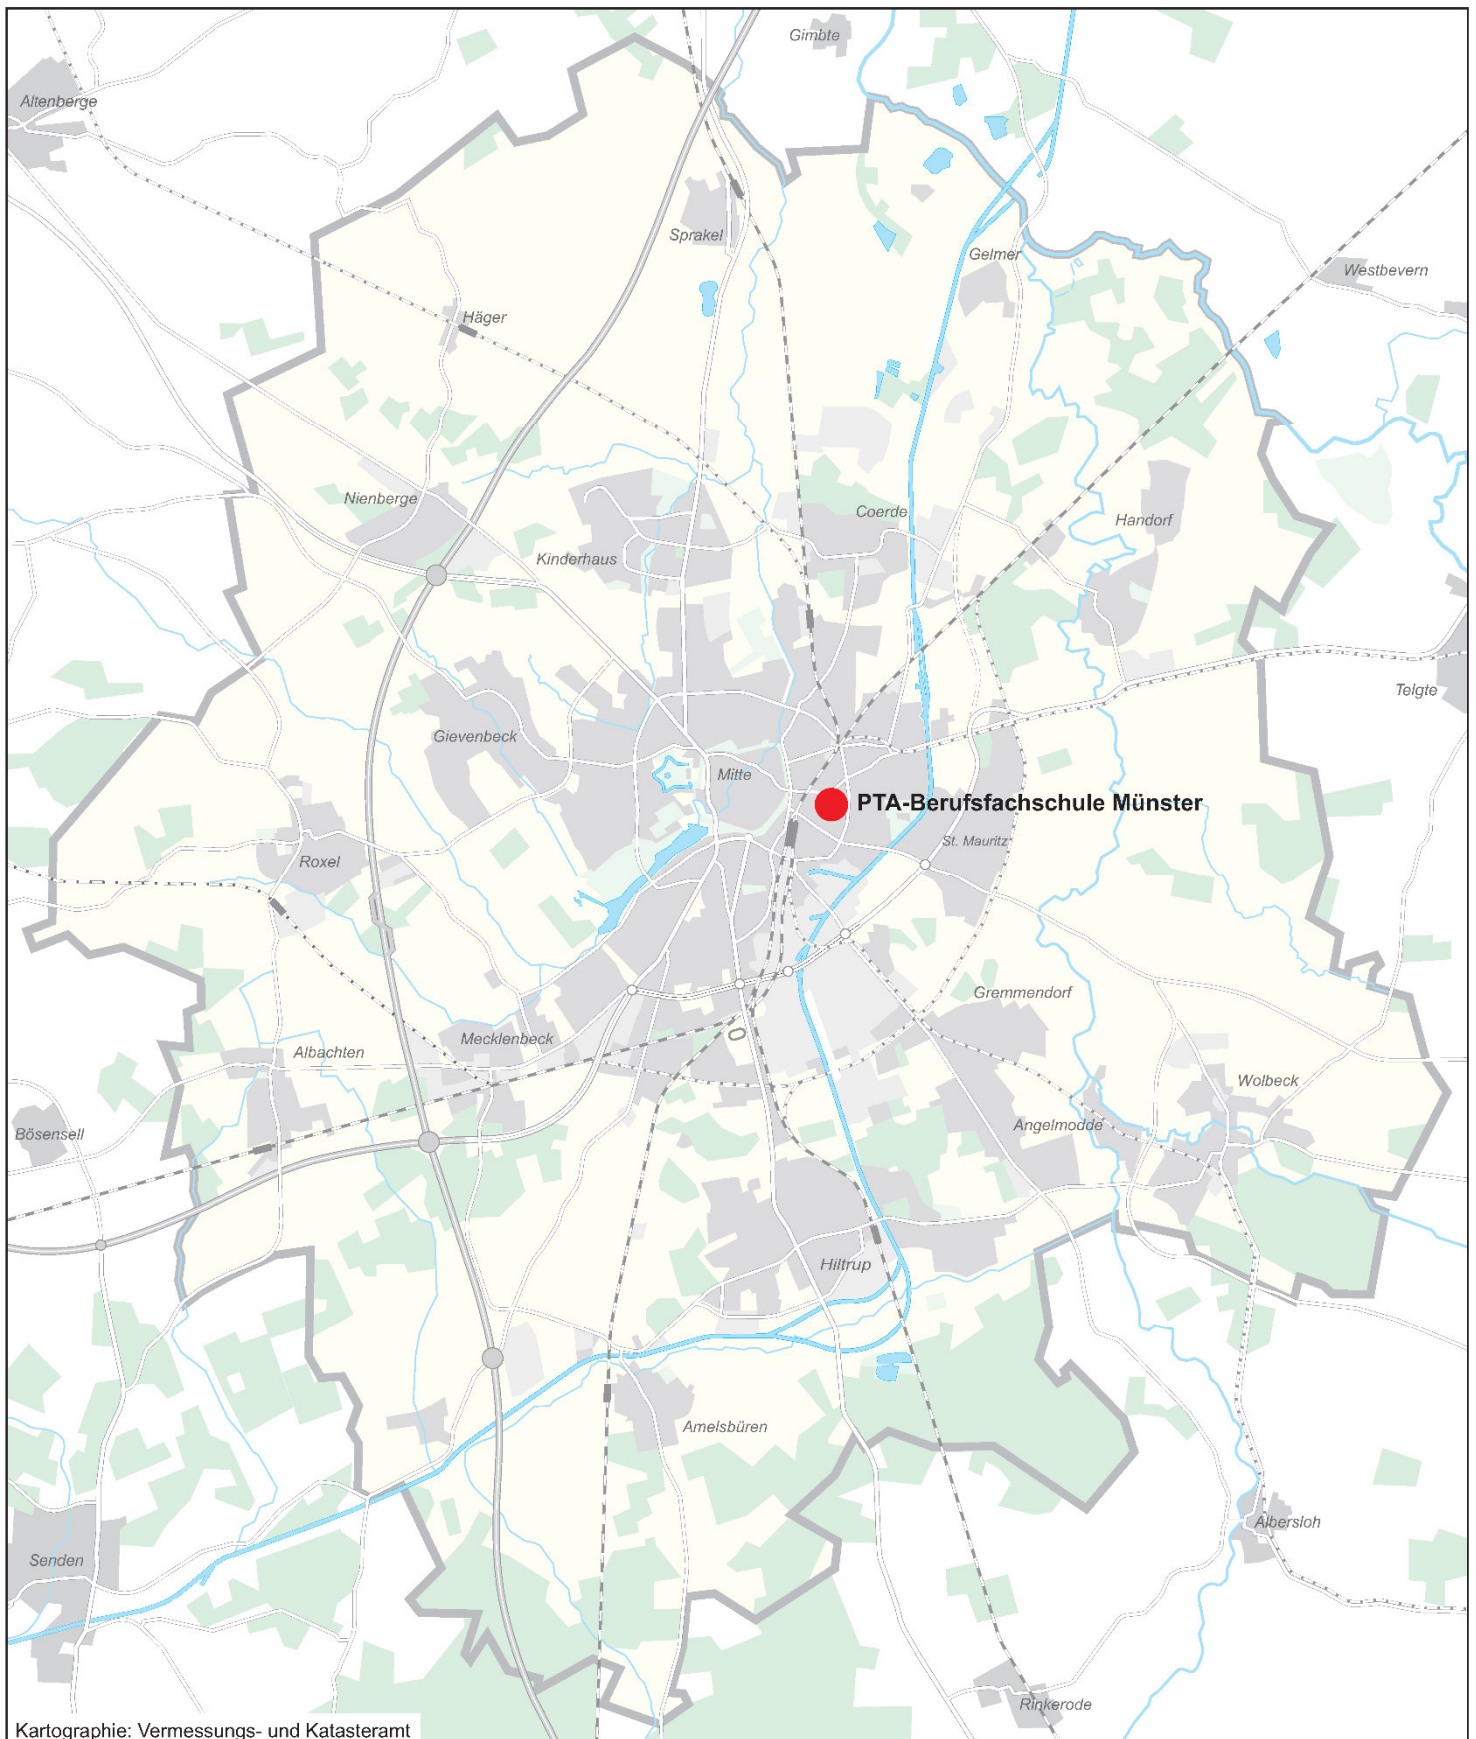 Gimbte
Altenberge
Sprakel
Gelmer
Westbevern
Häger
Nienberge
Coerde
Handorf
Kinderhaus
Telgte
Gievenbeck
Mitte
PTA-Berufsfachschule Münster
St. Mauritz
Roxel
Gremmendorf
Mecklenbeck
Albachten
Wolbeck
Bösensell
Angelmodde
Hiltrup
Amelsbüren
Albersloh
Senden
Rinkerode
Kartographie: Vermessungs- und Katasteramt